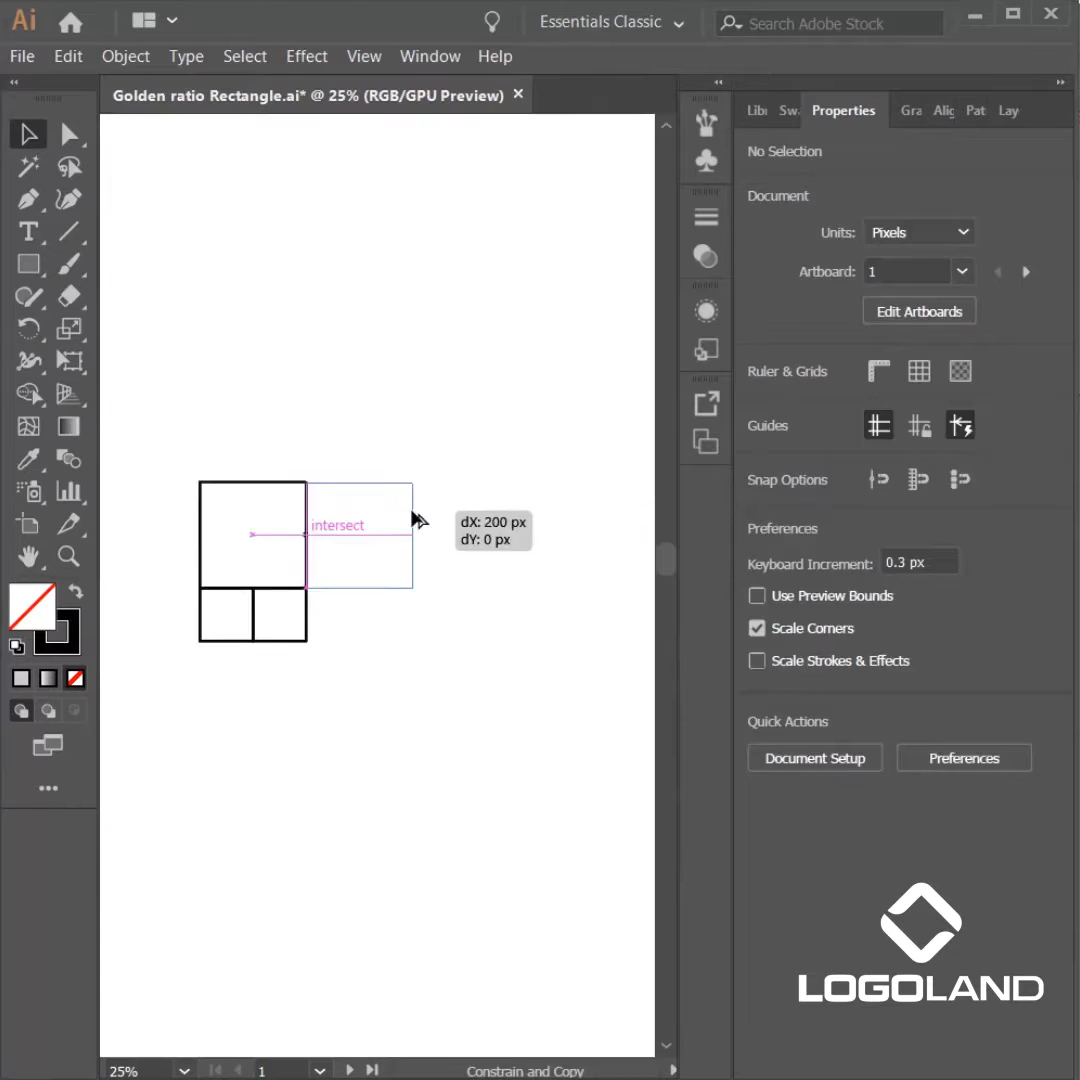 Ai
Essentials Classic
Search Adobe Stock
File Edit Object Type Select Effect View Window Help
Golden ratio Rectangle.ai* @ 25% (RGB/GPU Preview) ×
Libr Sw. Properties Gra Alig Pat Lay
No Selection
Document
Units: Pixels
Artboard: 1
Edit Artboards
Ruler & Grids
Guides
Snap Options
Preferences
Keyboard Increment: 0.3 px
Use Preview Bounds
Scale Corners
Scale Strokes & Effects
Quick Actions
Document Setup Preferences
intersect
dX: 200 px
dY: 0 px
LOGOLAND
25% 1 Constrain and Copy